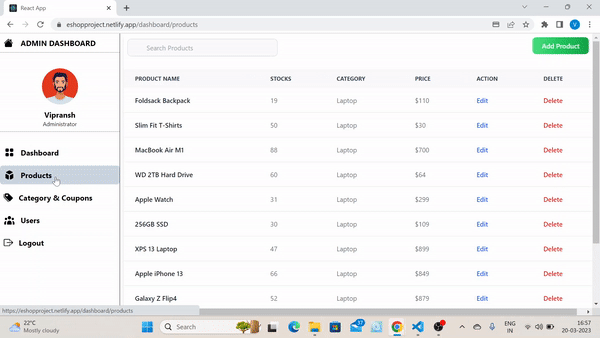 React App
eshopproject.netlify.app/dashboard/products
V
ADMIN DASHBOARD
Vipransh
Administrator
Dashboard
Products
Category & Coupons
Users
Logout
Search Products
Add Product
PRODUCT NAME STOCKS CATEGORY PRICE ACTION DELETE
Foldsack Backpack 19 Laptop $110 Edit Delete
Slim Fit T-Shirts 50 Laptop $30 Edit Delete
MacBook Air M1 88 Laptop $700 Edit Delete
WD 2TB Hard Drive 60 Laptop $64 Edit Delete
Apple Watch 31 Laptop $299 Edit Delete
256GB SSD 30 Laptop $109 Edit Delete
XPS 13 Laptop 47 Laptop $899 Edit Delete
Apple iPhone 13 66 Laptop $849 Edit Delete
Galaxy Z Flip4 52 Laptop $879 Edit Delete
https://eshopproject.netlify.app/dashboard/products
22°C
Mostly cloudy
Search
37
ENG
IN
16:57
20-03-2023